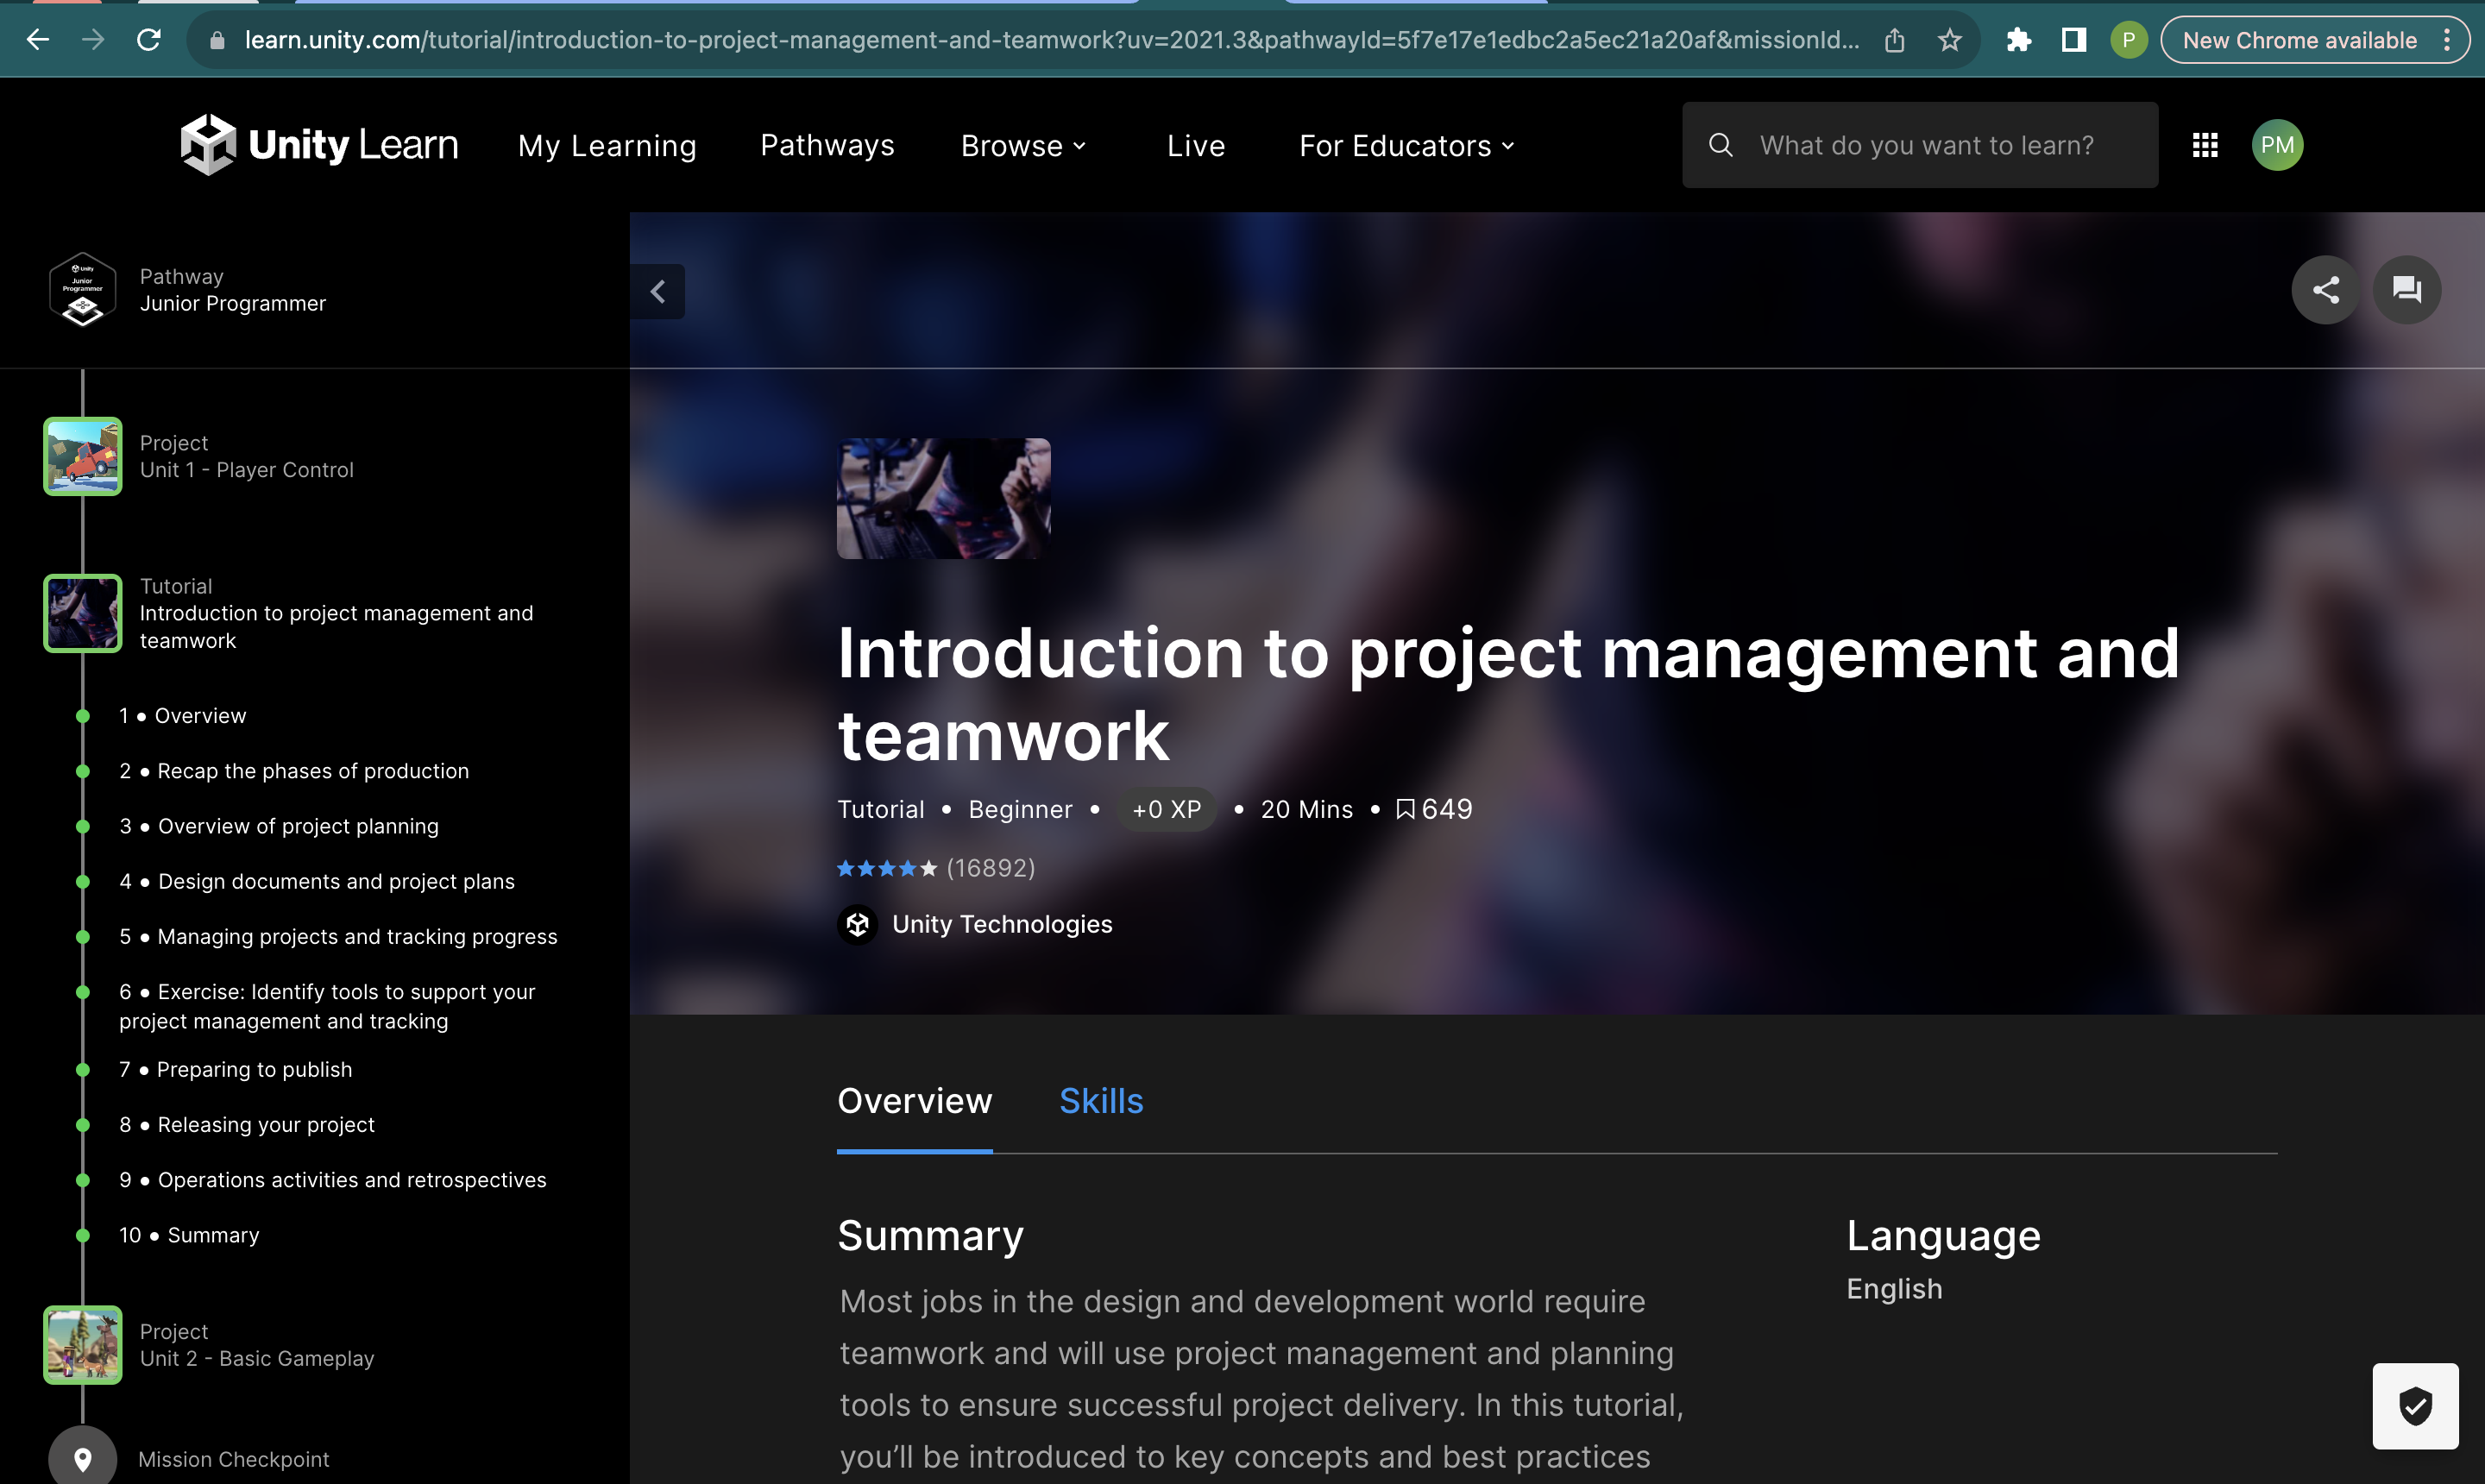 learn.unity.com/tutorial/introduction-to-project-management-and-teamwork?uv=2021.3&pathwayId=5f7e17e1edbc2a5ec21a20af&missionId...
P
New Chrome available
Unity Learn
My Learning
Pathways
Browse
Live
For Educators
What do you want to learn?
PM
Unity
Junior
Programmer
Pathway
Junior Programmer
Project
Unit 1 - Player Control
Tutorial
Introduction to project management and
teamwork
1 • Overview
2 • Recap the phases of production
3 • Overview of project planning
4 • Design documents and project plans
5 • Managing projects and tracking progress
6 • Exercise: Identify tools to support your
project management and tracking
7 • Preparing to publish
8 • Releasing your project
9 • Operations activities and retrospectives
10 • Summary
Project
Unit 2 - Basic Gameplay
Mission Checkpoint
Introduction to project management and
teamwork
Tutorial • Beginner • +0 XP • 20 Mins • 649
(16892)
Unity Technologies
Overview
Skills
Summary
Most jobs in the design and development world require
teamwork and will use project management and planning
tools to ensure successful project delivery. In this tutorial,
you’ll be introduced to key concepts and best practices
Language
English